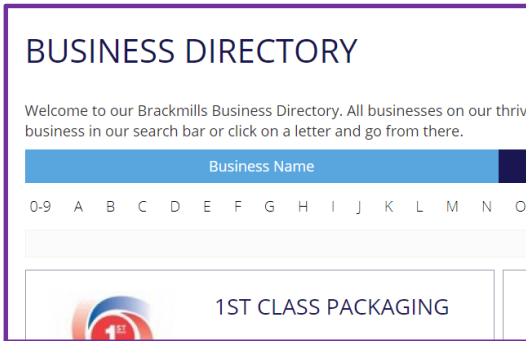 BUSINESS DIRECTORY
Welcome to our Brackmills Business Directory. All businesses on our
business in our search bar or click on a letter and go from there.
Business Name
0-9 A B C D E F G H I J K L M N O
1ST CLASS PACKAGING
1ST